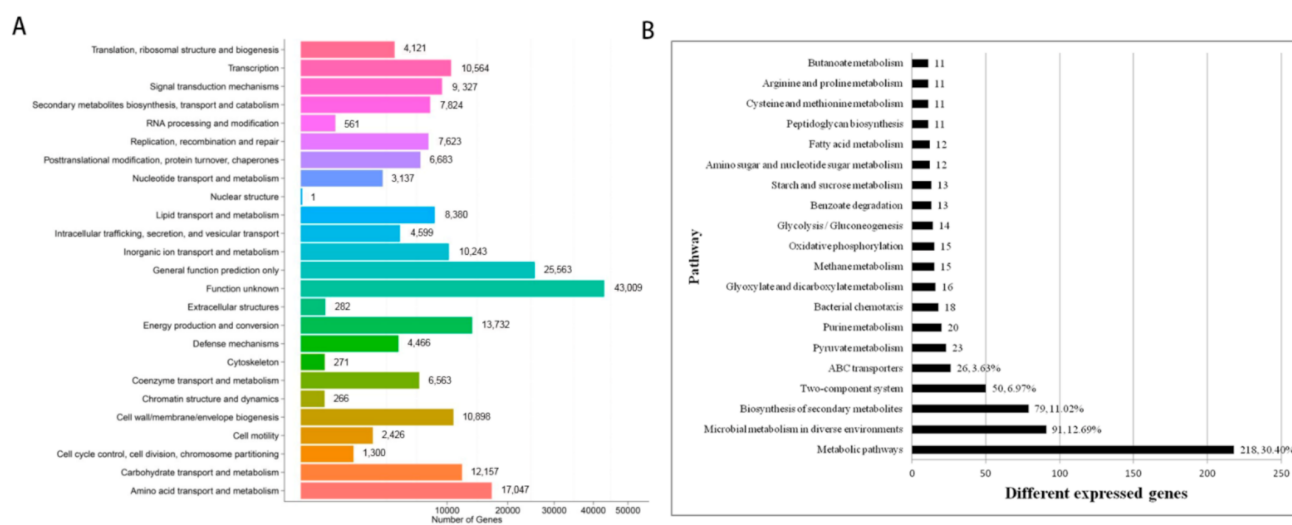 A
Translation, ribosomal structure and biogenesis 4,121
Transcription 10,564
Signal transduction mechanisms 9, 327
Secondary metabolites biosynthesis, transport and catabolism 7,824
RNA processing and modification 561
Replication, recombination and repair 7,623
Posttranslational modification, protein turnover, chaperones 6,683
Nucleotide transport and metabolism 3,137
Nuclear structure 1
Lipid transport and metabolism 8,380
Intracellular trafficking, secretion, and vesicular transport 4,599
Inorganic ion transport and metabolism 10,243
General function prediction only 25,563
Function unknown 43,009
Extracellular structures 282
Energy production and conversion 13,732
Defense mechanisms 4,466
Cytoskeleton 271
Coenzyme transport and metabolism 6,563
Chromatin structure and dynamics 266
Cell wall/membrane/envelope biogenesis 10,898
Cell motility 2,426
Cell cycle control, cell division, chromosome partitioning 1,300
Carbohydrate transport and metabolism 12,157
Amino acid transport and metabolism 17,047
10000 20000 30000 40000 50000
Number of Genes
B
Pathway
Butanoate metabolism 11
Arginine and proline metabolism 11
Cysteine and methionine metabolism 11
Peptidoglycan biosynthesis 11
Fatty acid metabolism 12
Amino sugar and nucleotide sugar metabolism 12
Starch and sucrose metabolism 13
Benzoate degradation 13
Glycolysis / Gluconeogenesis 14
Oxidative phosphorylation 15
Methane metabolism 15
Glyoxylate and dicarboxylate metabolism 16
Bacterial chemotaxis 18
Purine metabolism 20
Pyruvate metabolism 23
ABC transporters 26, 3.63%
Two-component system 50, 6.97%
Biosynthesis of secondary metabolites 79, 11.02%
Microbial metabolism in diverse environments 91, 12.69%
Metabolic pathways 218, 30.40%
0 50 100 150 200 250
Different expressed genes